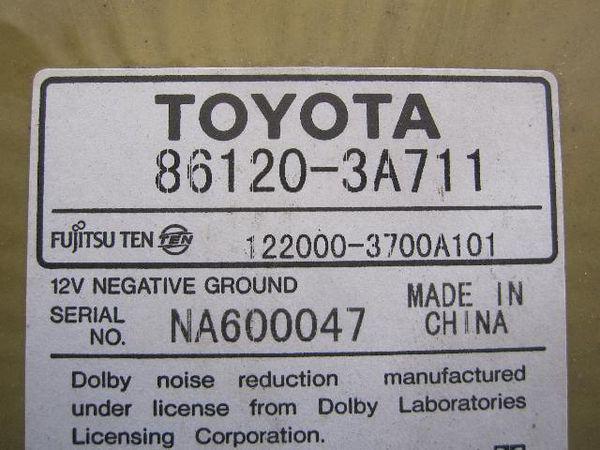 TOYOTA
86120-3A711
FUJITSU TEN TEN 122000-3700A101
12V NEGATIVE GROUND
SERIAL NO. NA600047
MADE IN CHINA
Dolby noise reduction manufactured
under license from Dolby Laboratories
Licensing Corporation.